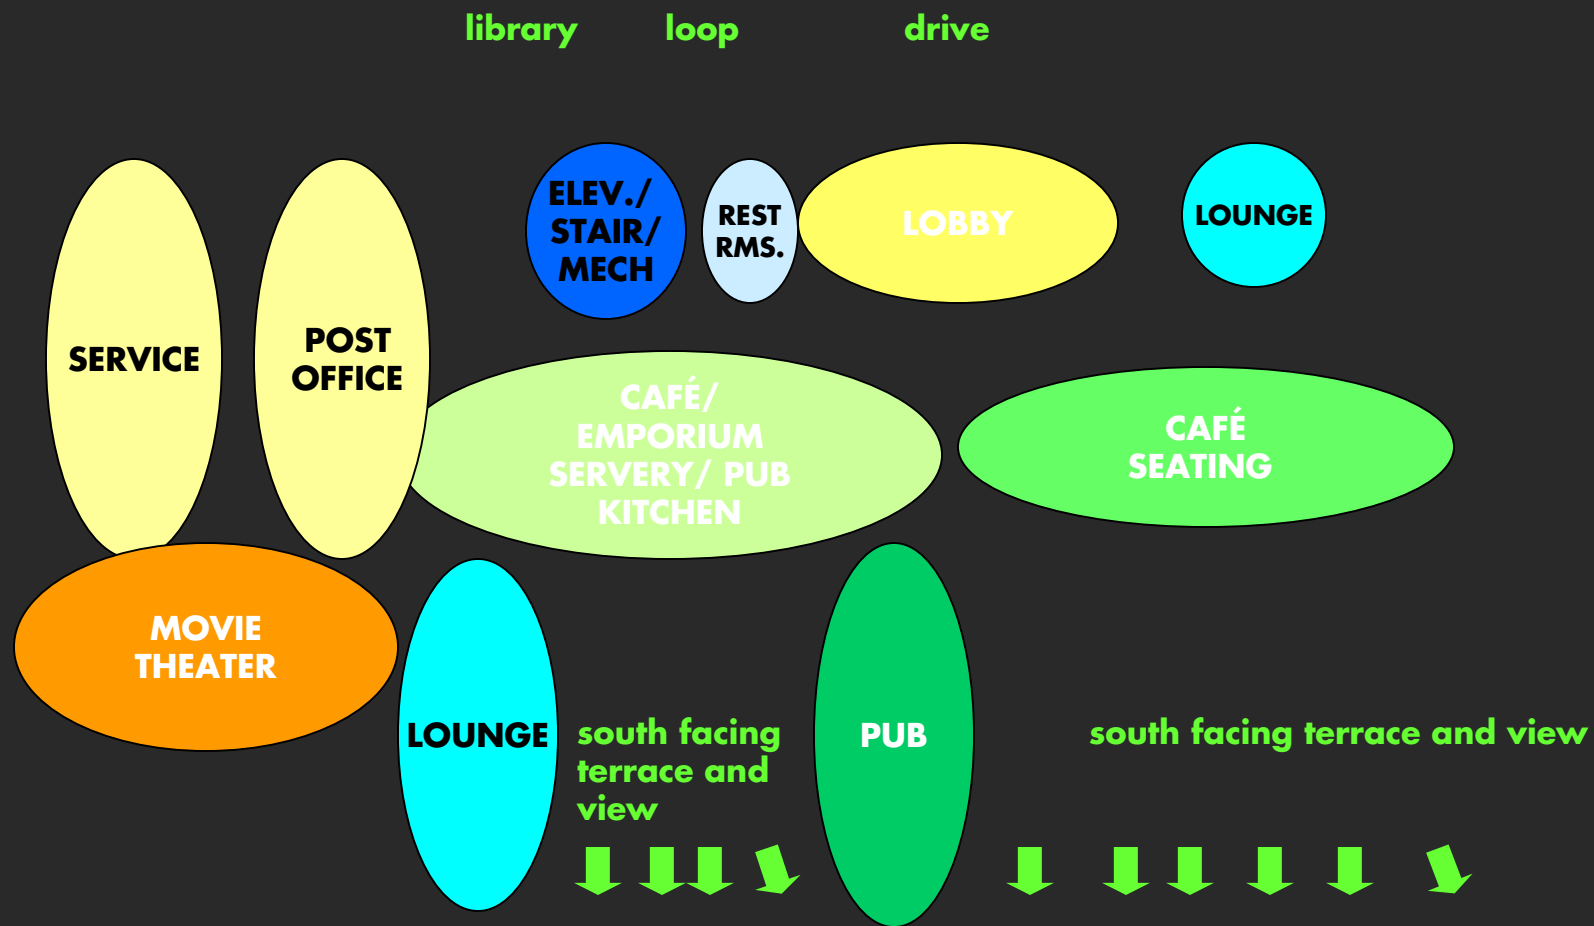 library loop drive
ELEV./
STAIR/
MECH
REST
RMS.
LOBBY
LOUNGE
SERVICE
POST
OFFICE
CAFÉ/
EMPORIUM
SERVERY/ PUB
KITCHEN
CAFÉ
SEATING
MOVIE
THEATER
LOUNGE
south facing
terrace and
view
PUB
south facing terrace and view